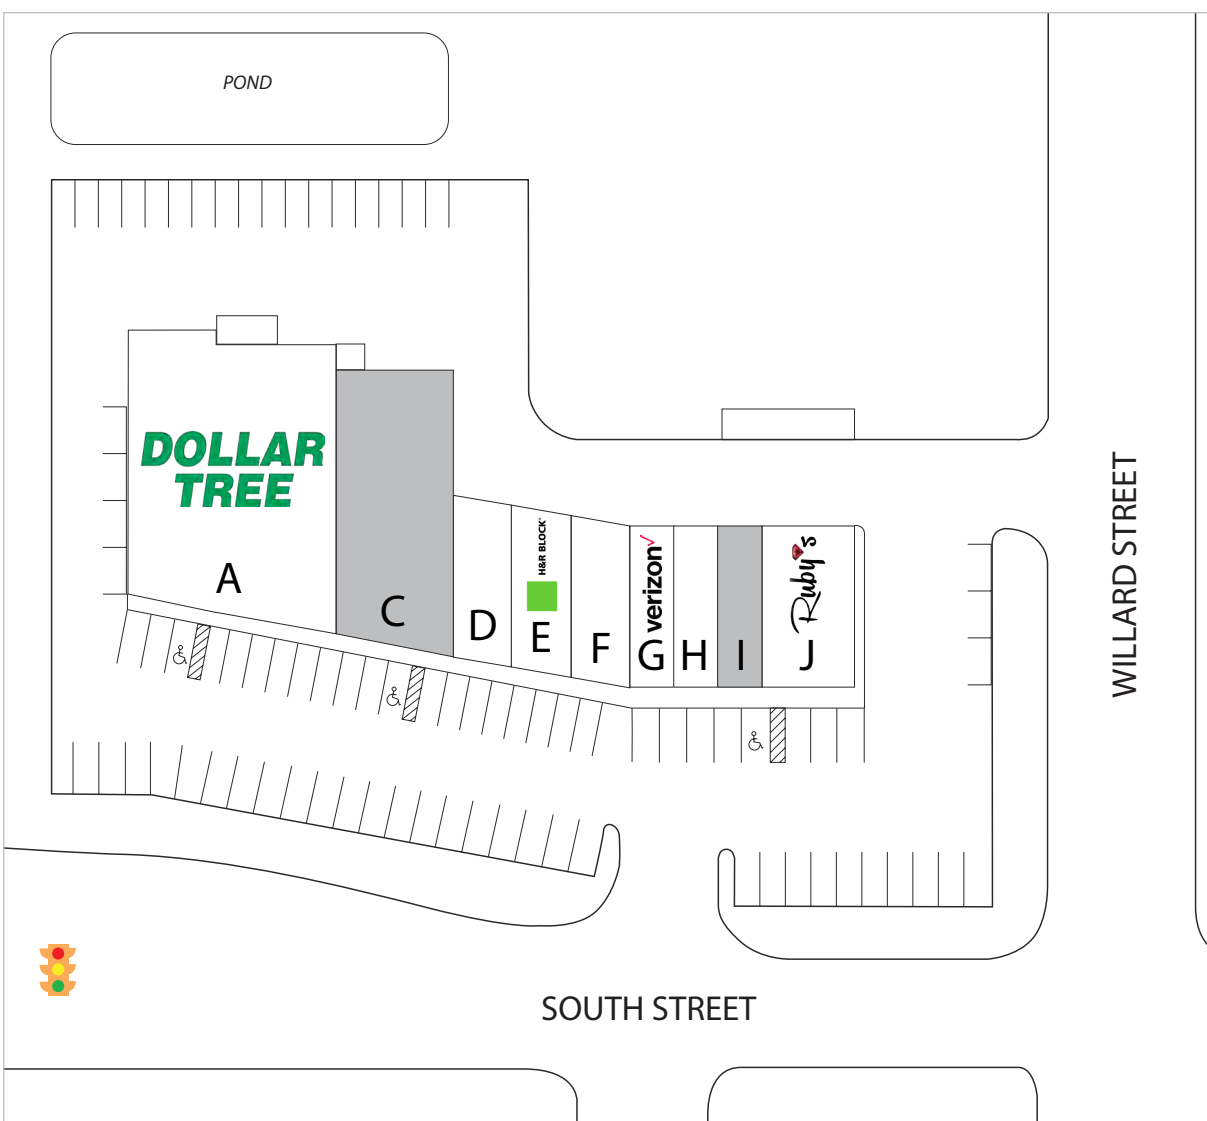 POND
DOLLAR
TREE
A
C
D
H&R BLOCK®
E
F
verizon✓
G
H
I
Ruby's
J
WILLARD STREET
SOUTH STREET